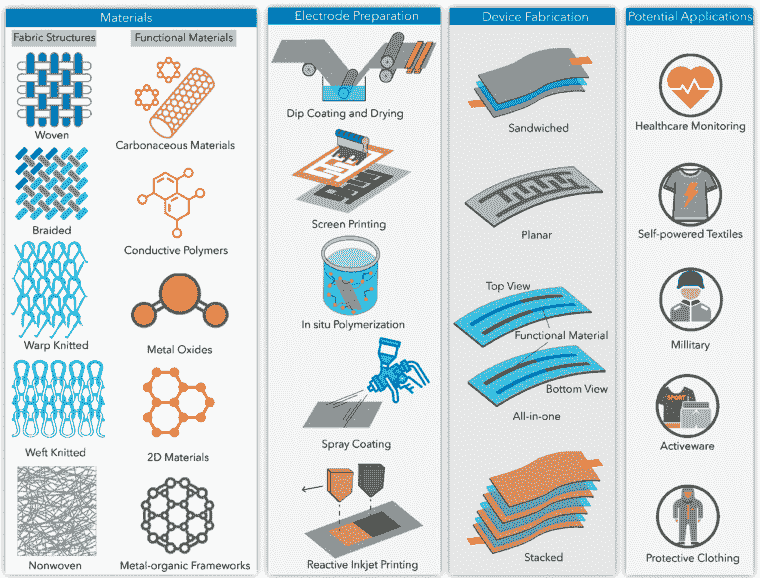 Materials
Fabric Structures
Functional Materials
Woven
Carbonaceous Materials
Braided
Conductive Polymers
Warp Knitted
Metal Oxides
Weft Knitted
2D Materials
Nonwoven
Metal-organic Frameworks
Electrode Preparation
Dip Coating and Drying
Screen Printing
In situ Polymerization
Spray Coating
Reactive Inkjet Printing
Device Fabrication
Sandwiched
Planar
Top View
Functional Material
Bottom View
All-in-one
Stacked
Potential Applications
Healthcare Monitoring
Self-powered Textiles
Millitary
SPORT
Activeware
Protective Clothing